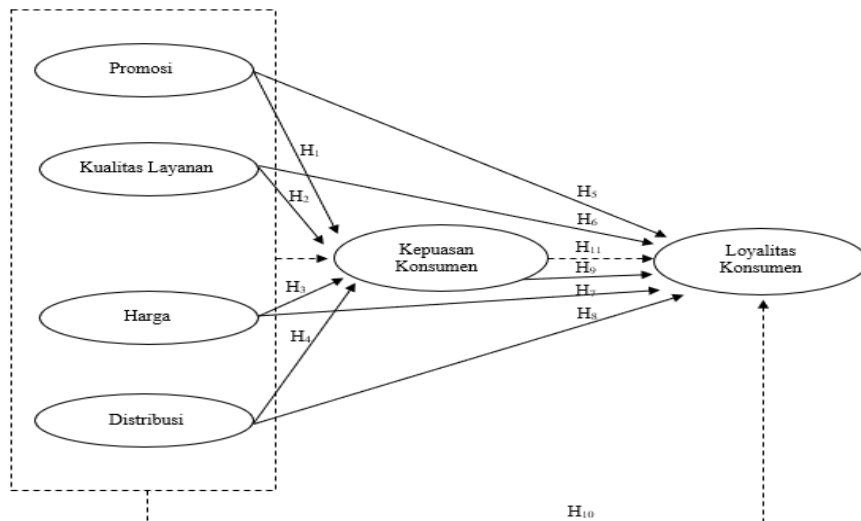 Promosi
H₁
Kualitas Layanan
H₂
H₅
H₆
Kepuasan
Konsumen
H₁₁
H₉
Loyalitas
Konsumen
H₃
H₇
Harga
H₄
H₈
Distribusi
H₁₀